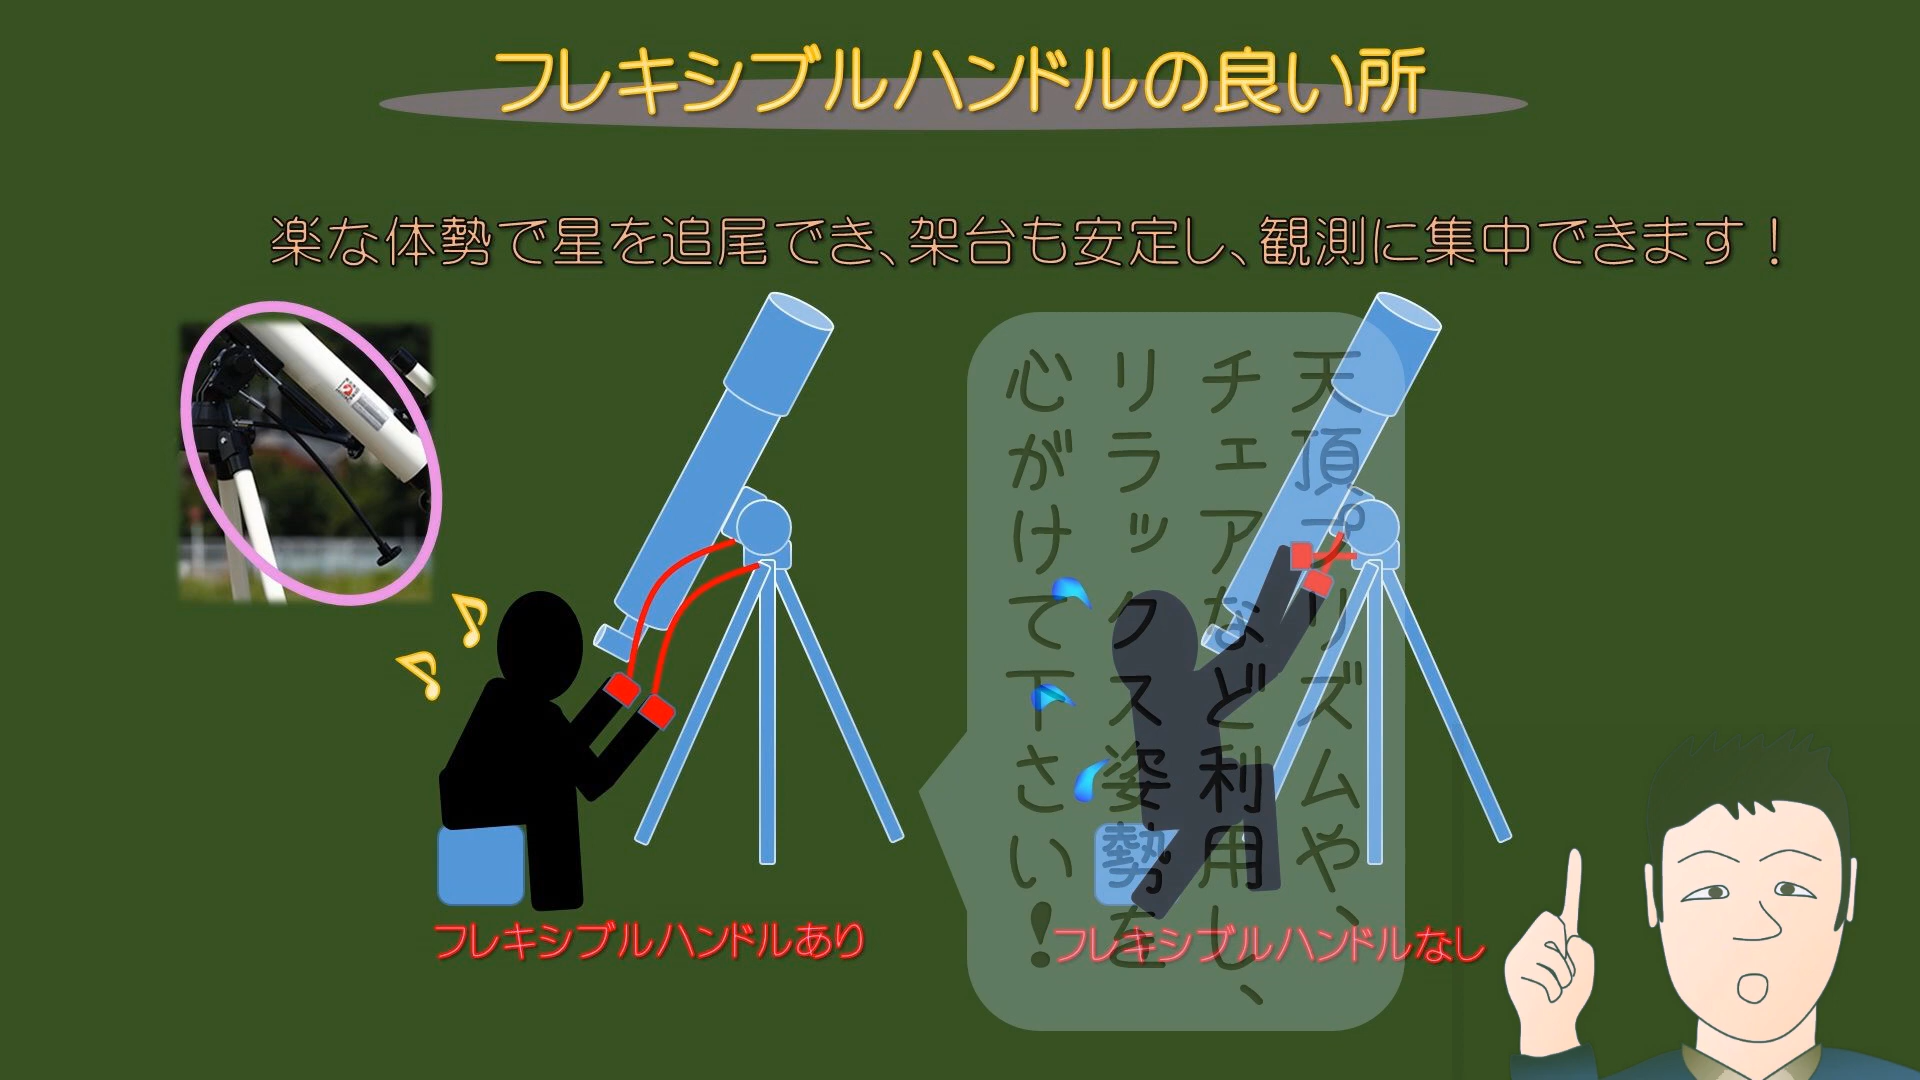 フレキシブルハンドルの良い所
楽な体勢で星を追尾でき、架台も安定し、観測に集中できます！
天頂プリズムや、
チェアなど利用し、
リラックス姿勢を
心がけて下さい！
フレキシブルハンドルあり
フレキシブルハンドルなし